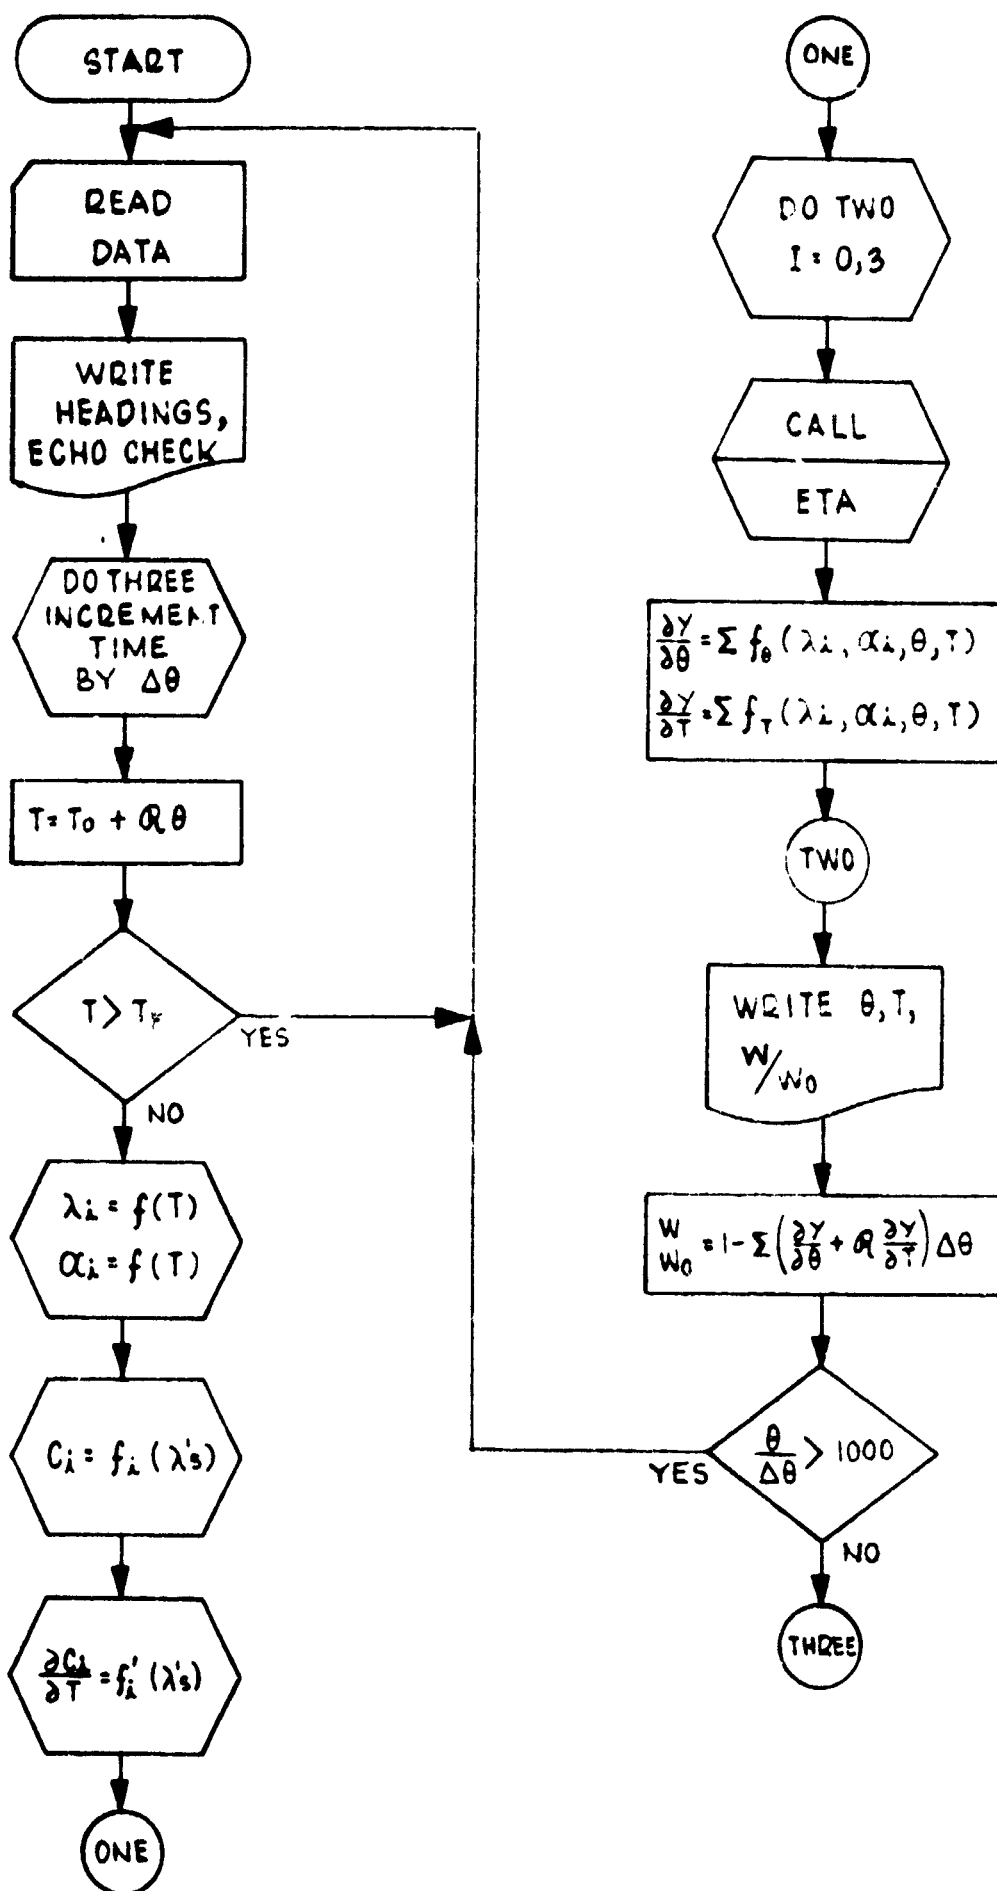 START
READ
DATA
WRITE
HEADINGS,
ECHO CHECK
DO THREE
INCREMENT
TIME
BY Δθ
T = T₀ + ℛ θ
T > T_F
YES
NO
λᵢ = f(T)
αᵢ = f(T)
Cᵢ = fᵢ (λ's)
∂Cᵢ/∂T = fᵢ' (λ's)
ONE
ONE
DO TWO
I = 0,3
CALL
ETA
∂Y/∂θ = Σ f_θ (λᵢ, αᵢ, θ, T)
∂Y/∂T = Σ f_T (λᵢ, αᵢ, θ, T)
TWO
WRITE θ, T,
W/W₀
W/W₀ = 1 - Σ (∂Y/∂θ + ℛ ∂Y/∂T) Δθ
θ/Δθ > 1000
YES
NO
THREE